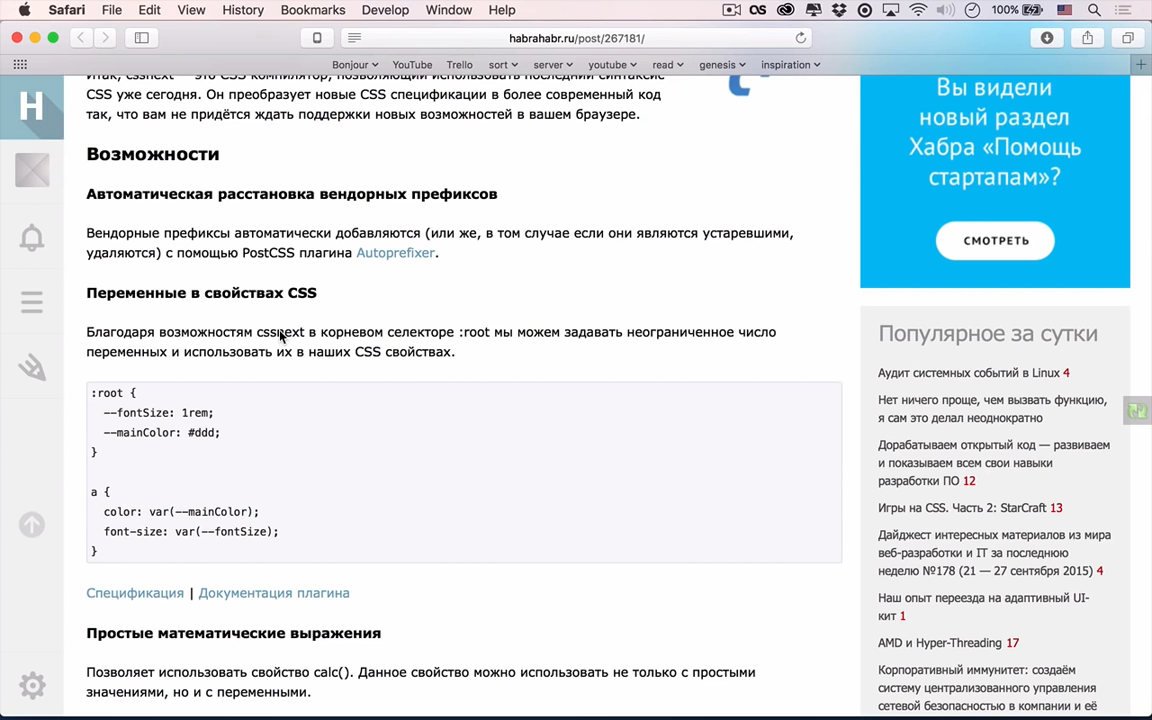 Safari File Edit View History Bookmarks Develop Window Help 100%
habrahabr.ru/post/267181/
Bonjour YouTube Trello sort server youtube read genesis inspiration
Итак, cssnext — это CSS компилятор, позволяющий использовать последний синтаксис
CSS уже сегодня. Он преобразует новые CSS спецификации в более современный код
так, что вам не придётся ждать поддержки новых возможностей в вашем браузере.
Возможности
Автоматическая расстановка вендорных префиксов
Вендорные префиксы автоматически добавляются (или же, в том случае если они являются устаревшими,
удаляются) с помощью PostCSS плагина Autoprefixer.
Переменные в свойствах CSS
Благодаря возможностям cssnext в корневом селекторе :root мы можем задавать неограниченное число
переменных и использовать их в наших CSS свойствах.
:root {
--fontSize: 1rem;
--mainColor: #ddd;
}
a {
color: var(--mainColor);
font-size: var(--fontSize);
}
Спецификация | Документация плагина
Простые математические выражения
Позволяет использовать свойство calc(). Данное свойство можно использовать не только с простыми
значениями, но и с переменными.
H
Вы видели
новый раздел
Хабра «Помощь
стартапам»?
СМОТРЕТЬ
Популярное за сутки
Аудит системных событий в Linux 4
Нет ничего проще, чем вызвать функцию,
я сам это делал неоднократно
Дорабатываем открытый код — развиваем
и показываем всем свои навыки
разработки ПО 12
Игры на CSS. Часть 2: StarCraft 13
Дайджест интересных материалов из мира
веб-разработки и IT за последнюю
неделю №178 (21 — 27 сентября 2015) 4
Наш опыт переезда на адаптивный UI-
кит 1
AMD и Hyper-Threading 17
Корпоративный иммунитет: создаём
систему централизованного управления
сетевой безопасностью в компании и её